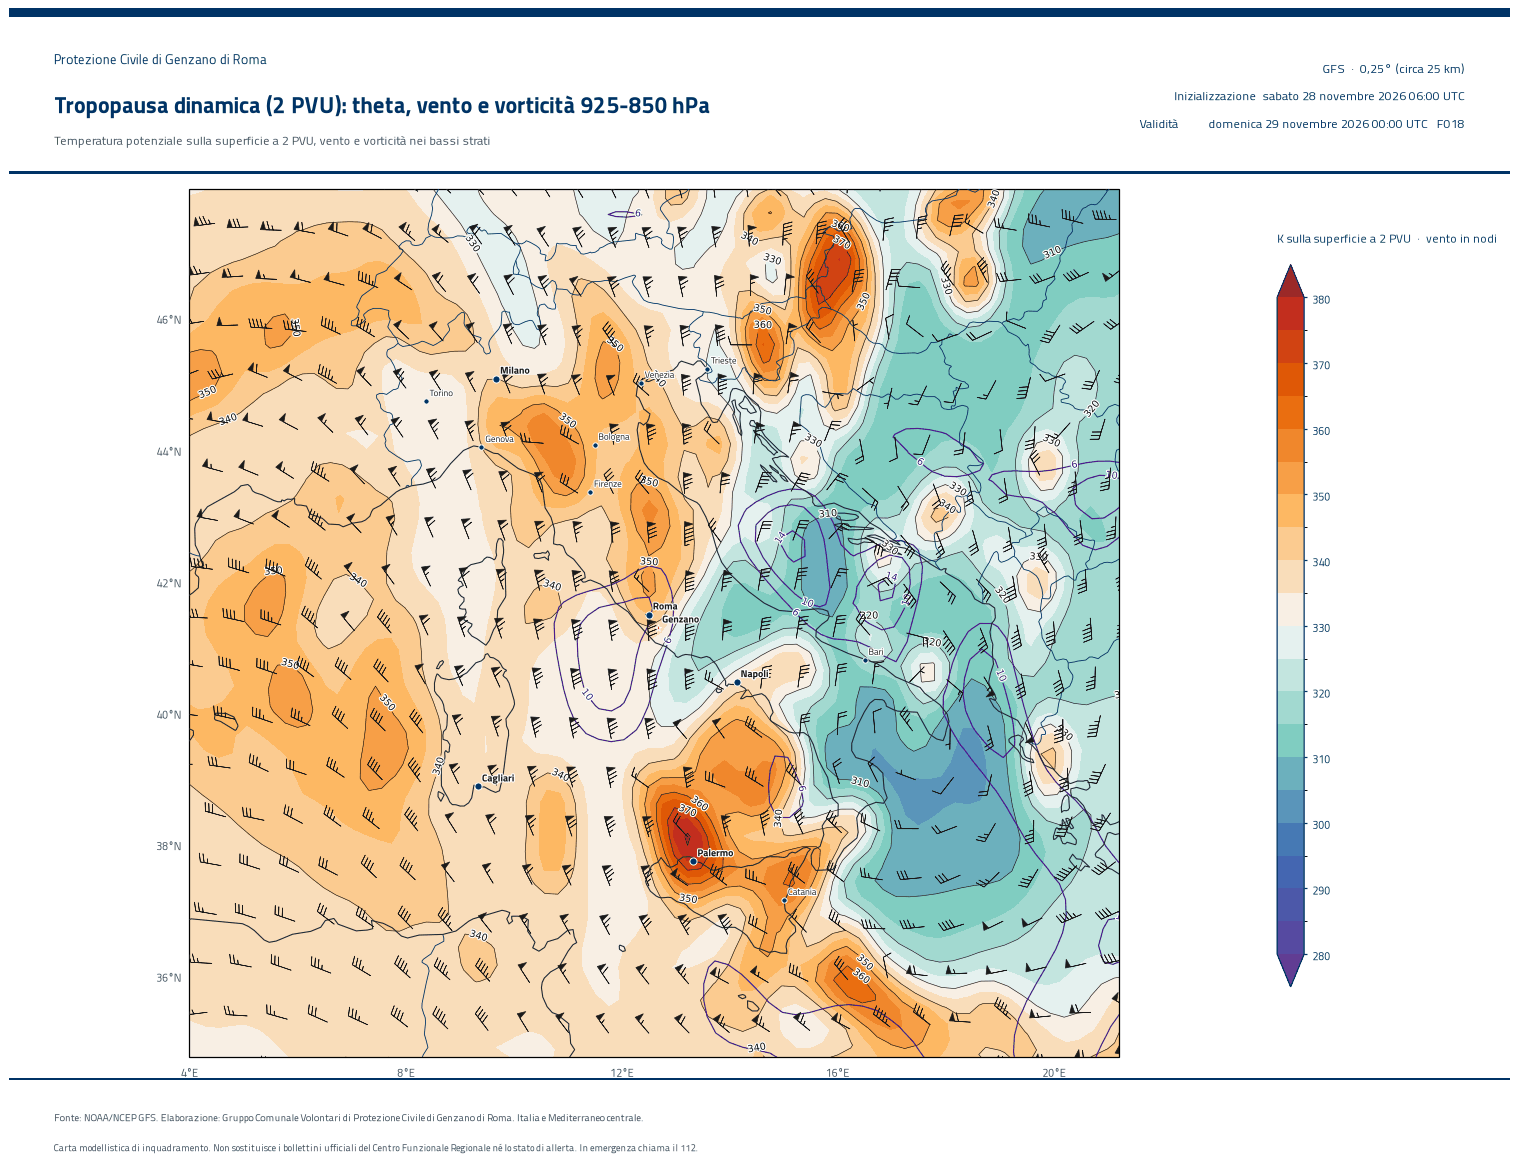 Protezione Civile di Genzano di Roma
Tropopausa dinamica (2 PVU): theta, vento e vorticità 925-850 hPa
Temperatura potenziale sulla superficie a 2 PVU, vento e vorticità nei bassi strati
GFS · 0,25° (circa 25 km)
Inizializzazione sabato 28 novembre 2026 06:00 UTC
Validità domenica 29 novembre 2026 00:00 UTC F018
K sulla superficie a 2 PVU · vento in nodi
380
370
360
350
340
330
320
310
300
290
280
46°N
44°N
42°N
40°N
38°N
36°N
4°E
8°E
12°E
16°E
20°E
Milano
Torino
Venezia
Trieste
Genova
Bologna
Firenze
Roma
Genzano
Napoli
Bari
Cagliari
Palermo
Catania
Fonte: NOAA/NCEP GFS. Elaborazione: Gruppo Comunale Volontari di Protezione Civile di Genzano di Roma. Italia e Mediterraneo centrale.
Carta modellistica di inquadramento. Non sostituisce i bollettini ufficiali del Centro Funzionale Regionale né lo stato di allerta. In emergenza chiama il 112.